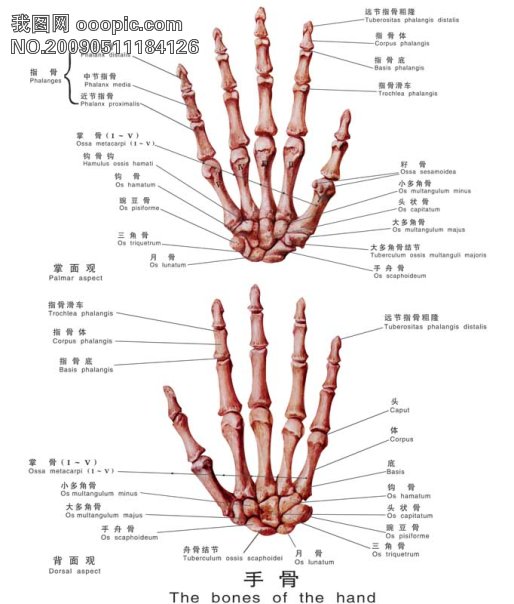 我图网 ooopic.com
NO.20090511184126
Phalanx distalis
指 骨
Phalanges
中节指骨
Phalanx media
近节指骨
Phalanx proximalis
掌 骨 (I~V)
Ossa metacarpi (I~V)
钩 骨 钩
Hamulus ossis hamati
钩 骨
Os hamatum
豌 豆 骨
Os pisiforme
三 角 骨
Os triquetrum
月 骨
Os lunatum
掌 面 观
Palmar aspect
远节指骨粗隆
Tuberositas phalangis distalis
指 骨 体
Corpus phalangis
指 骨 底
Basis phalangis
指骨滑车
Trochlea phalangis
籽 骨
Ossa sesamoidea
小多角骨
Os multangulum minus
头 状 骨
Os capitatum
大多角骨
Os multangulum majus
大多角骨结节
Tuberculum ossis multanguli majoris
手 舟 骨
Os scaphoideum
指骨滑车
Trochlea phalangis
指 骨 体
Corpus phalangis
指 骨 底
Basis phalangis
掌 骨 (I~V)
Ossa metacarpi (I~V)
小多角骨
Os multangulum minus
大多角骨
Os multangulum majus
手 舟 骨
Os scaphoideum
舟骨结节
Tuberculum ossis scaphoidei
月 骨
Os lunatum
背 面 观
Dorsal aspect
远节指骨粗隆
Tuberositas phalangis distalis
头
Caput
体
Corpus
底
Basis
钩 骨
Os hamatum
头 状 骨
Os capitatum
豌 豆 骨
Os pisiforme
三 角 骨
Os triquetrum
手 骨
The bones of the hand